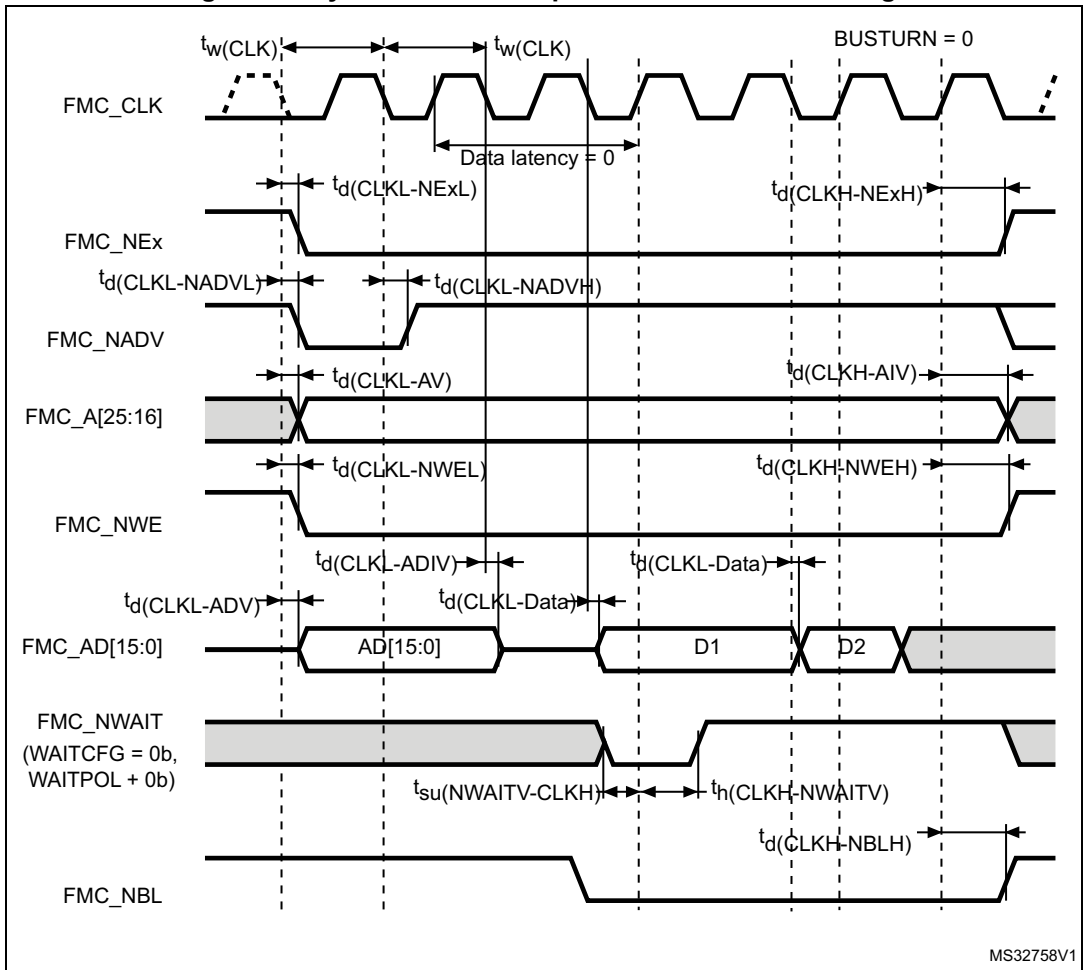 tw(CLK)
tw(CLK)
BUSTURN = 0
FMC_CLK
Data latency = 0
td(CLKL-NExL)
td(CLKH-NExH)
FMC_NEx
td(CLKL-NADVL)
td(CLKL-NADVH)
FMC_NADV
td(CLKL-AV)
td(CLKH-AIV)
FMC_A[25:16]
td(CLKL-NWEL)
td(CLKH-NWEH)
FMC_NWE
td(CLKL-ADIV)
td(CLKL-Data)
td(CLKL-ADV)
td(CLKL-Data)
FMC_AD[15:0]
AD[15:0]
D1
D2
FMC_NWAIT
(WAITCFG = 0b,
WAITPOL + 0b)
tsu(NWAITV-CLKH)
th(CLKH-NWAITV)
td(CLKH-NBLH)
FMC_NBL
MS32758V1